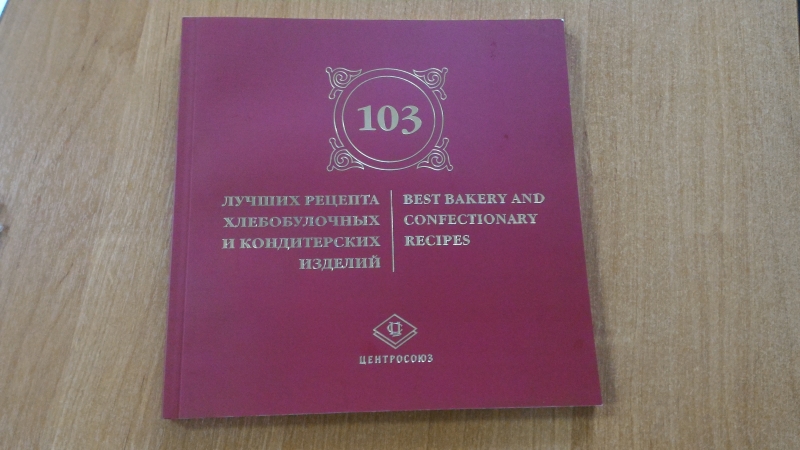 103
ЛУЧШИХ РЕЦЕПТА
ХЛЕБОБУЛОЧНЫХ
И КОНДИТЕРСКИХ
ИЗДЕЛИЙ
BEST BAKERY AND
CONFECTIONARY
RECIPES
ЦЕНТРОСОЮЗ